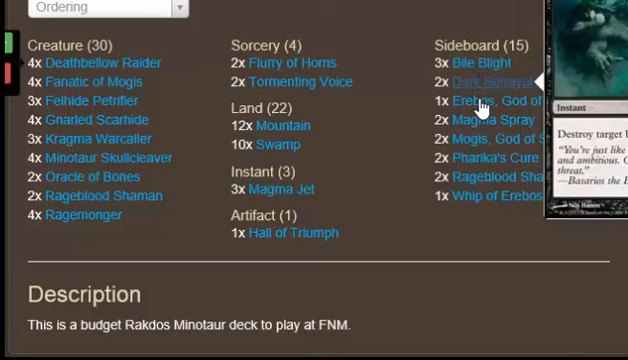 Ordering
Creature (30)
4x Deathbellow Raider
4x Fanatic of Mogis
3x Felhide Petrifier
4x Gnarled Scarhide
3x Kragma Warcaller
4x Minotaur Skullcleaver
2x Oracle of Bones
2x Rageblood Shaman
4x Ragemonger
Sorcery (4)
2x Flurry of Horns
2x Tormenting Voice
Land (22)
12x Mountain
10x Swamp
Instant (3)
3x Magma Jet
Artifact (1)
1x Hall of Triumph
Sideboard (15)
3x Bile Blight
2x Dark Betrayal
1x Erebos, God of
2x Magma Spray
2x Mogis, God of S
2x Pharika's Cure
2x Rageblood Sha
1x Whip of Erebos
Instant
Destroy target b
"You're just like
and ambitious.
threat."
—Basarios the
Description
This is a budget Rakdos Minotaur deck to play at FNM.